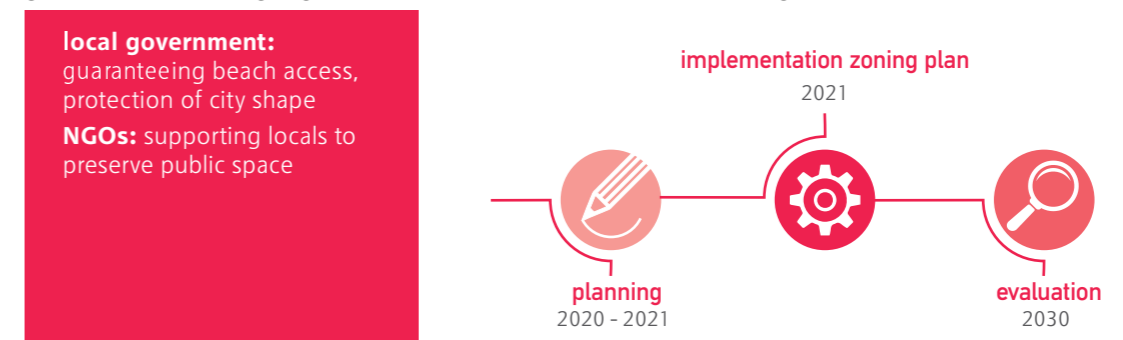 local government:
guaranteeing beach access,
protection of city shape
NGOs: supporting locals to
preserve public space
implementation zoning plan
2021
planning
2020 - 2021
evaluation
2030